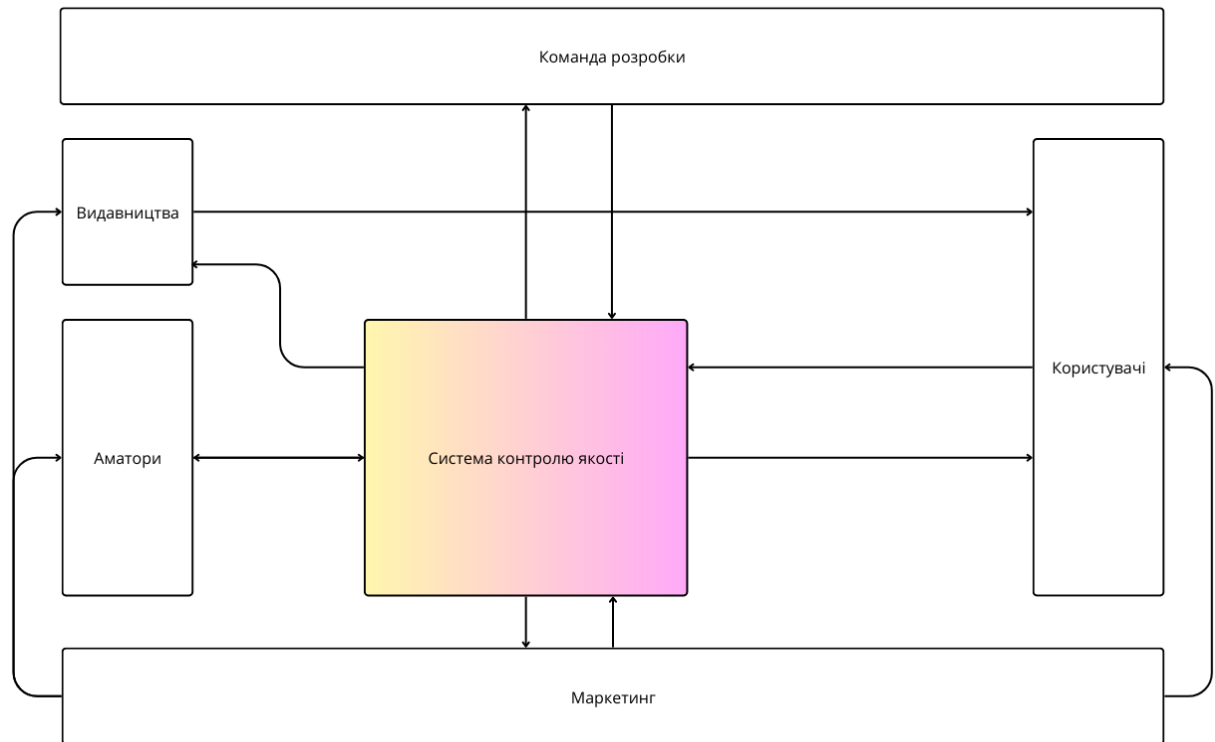 Команда розробки
Видавництва
Користувачі
Аматори
Система контролю якості
Маркетинг